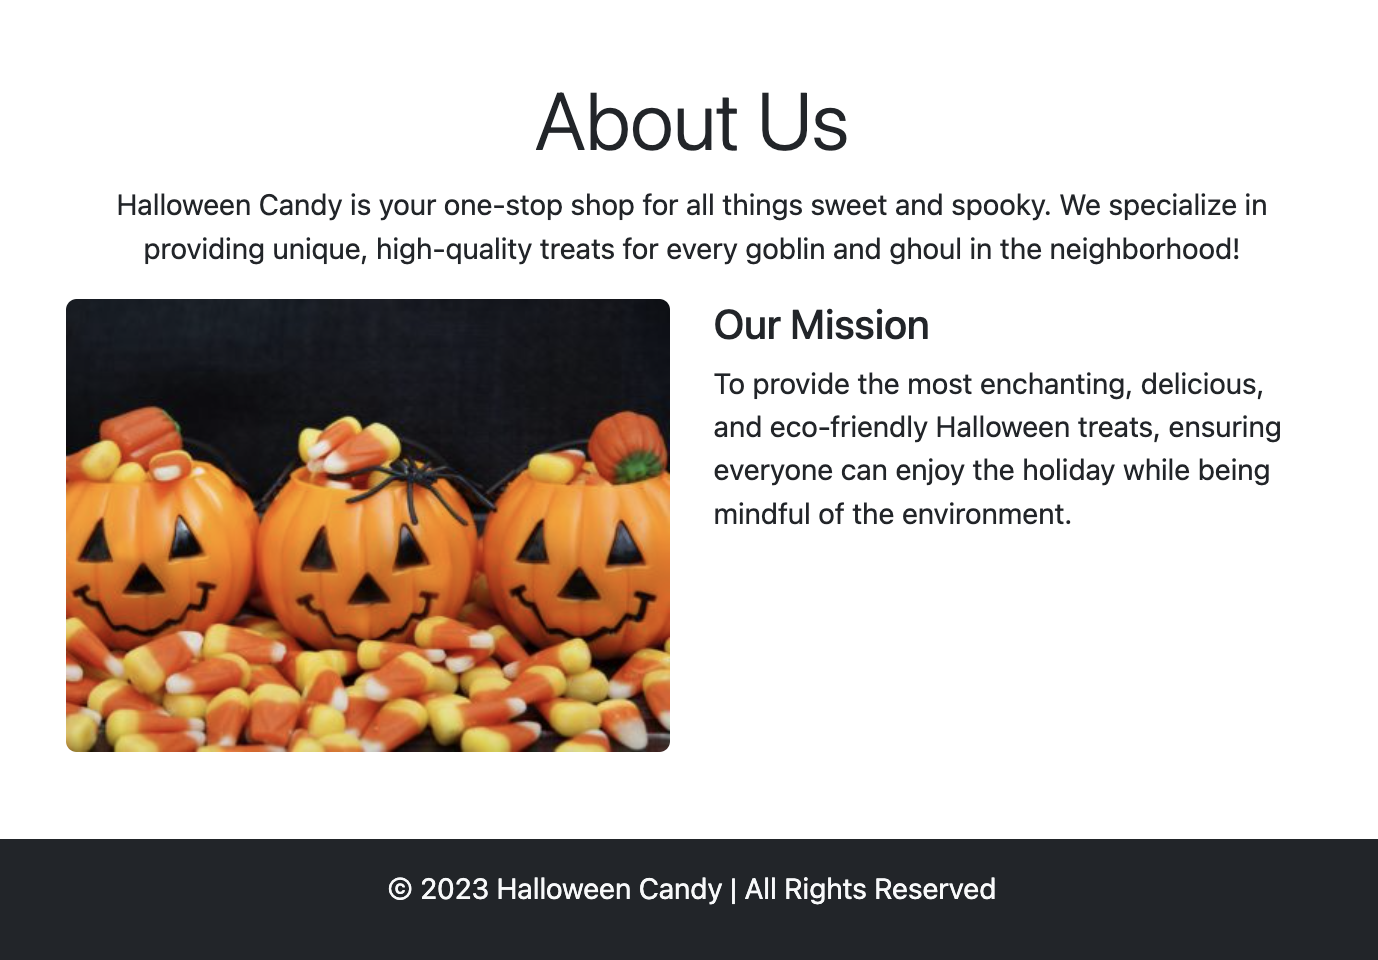 About Us
Halloween Candy is your one-stop shop for all things sweet and spooky. We specialize in
providing unique, high-quality treats for every goblin and ghoul in the neighborhood!
Our Mission
To provide the most enchanting, delicious,
and eco-friendly Halloween treats, ensuring
everyone can enjoy the holiday while being
mindful of the environment.
© 2023 Halloween Candy | All Rights Reserved